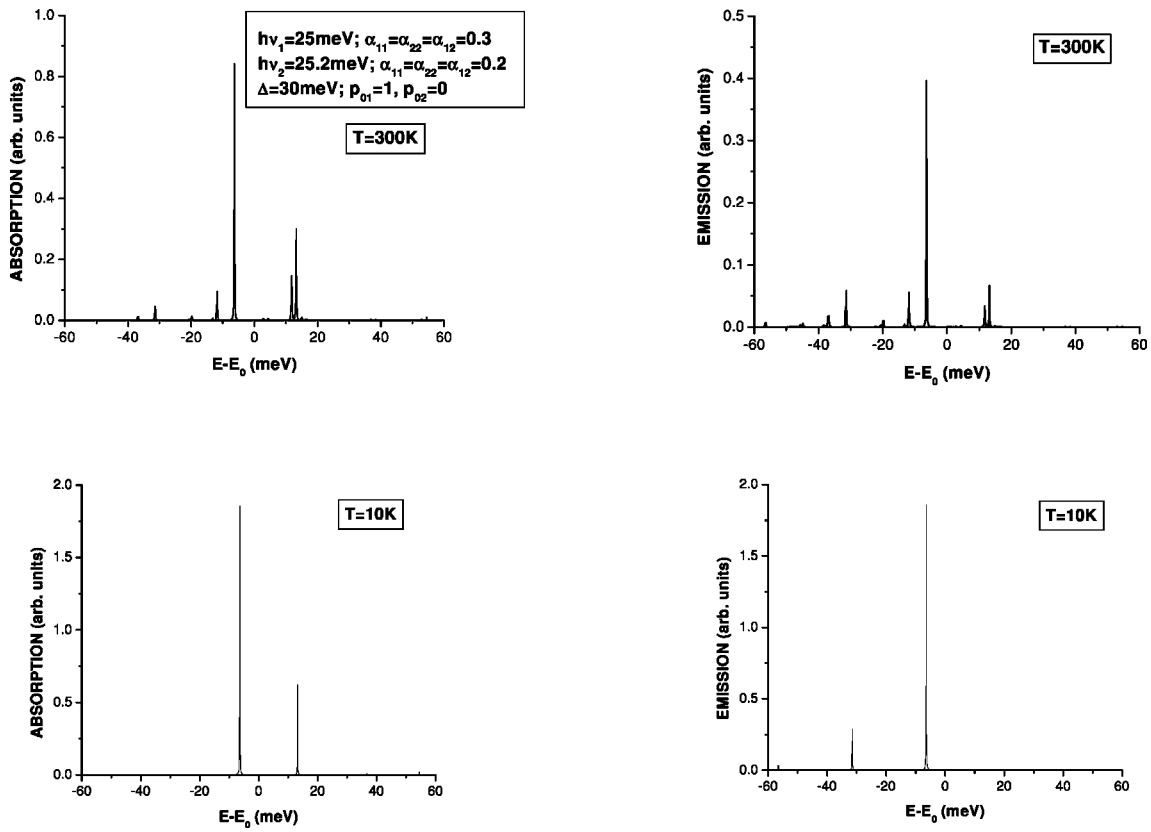 hν₁=25meV; α₁₁=α₂₂=α₁₂=0.3
hν₂=25.2meV; α₁₁=α₂₂=α₁₂=0.2
Δ=30meV; p₀₁=1, p₀₂=0
T=300K
ABSORPTION (arb. units)
1.0
0.8
0.6
0.4
0.2
0.0
-60 -40 -20 0 20 40 60
E-E₀ (meV)
T=300K
EMISSION (arb. units)
0.5
0.4
0.3
0.2
0.1
0.0
-60 -40 -20 0 20 40 60
E-E₀ (meV)
T=10K
ABSORPTION (arb. units)
2.0
1.5
1.0
0.5
0.0
-60 -40 -20 0 20 40 60
E-E₀ (meV)
T=10K
EMISSION (arb. units)
2.0
1.5
1.0
0.5
0.0
-60 -40 -20 0 20 40 60
E-E₀ (meV)